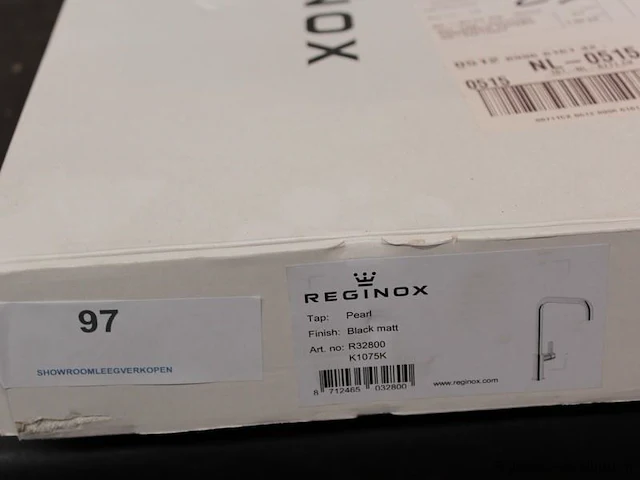 NOX
NL-0515
0515
97
SHOWROOMLEEGVERKOPEN
REGINOX
Tap: Pearl
Finish: Black matt
Art. no: R32800
K1075K
8 712465 032800
www.reginox.com